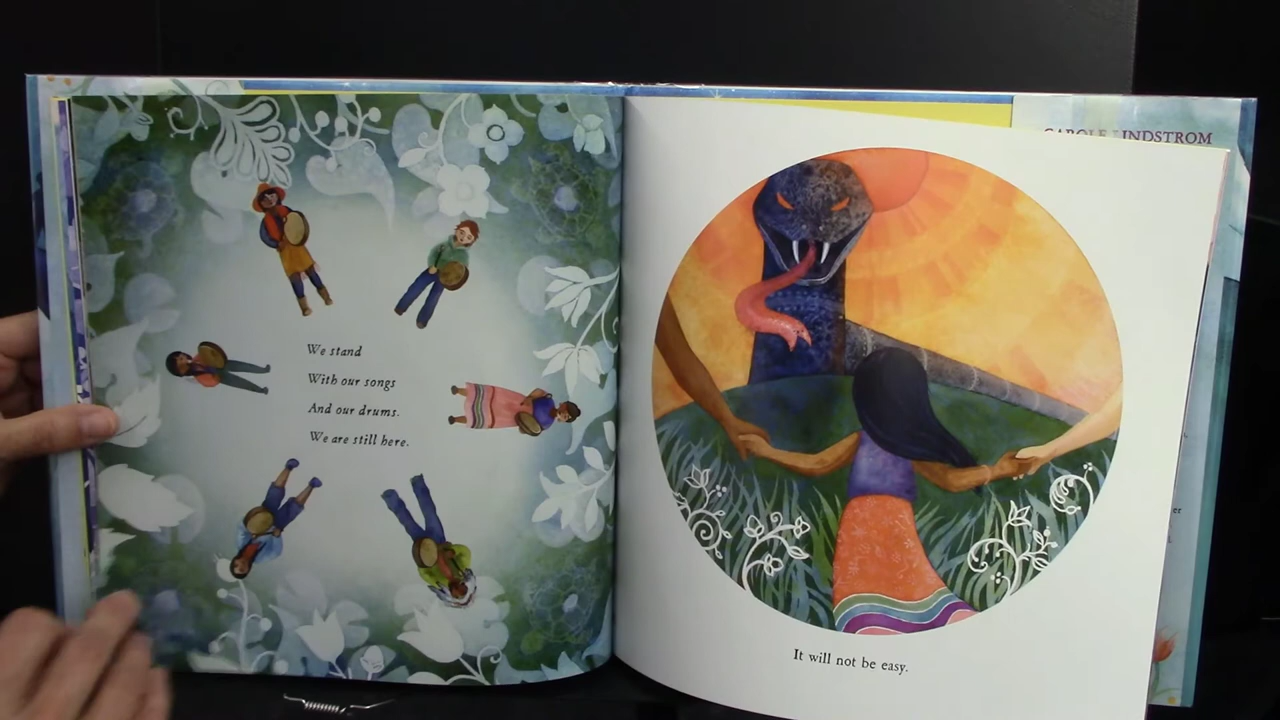 We stand
With our songs
And our drums.
We are still here.
CAROLE LINDSTROM
It will not be easy.
er